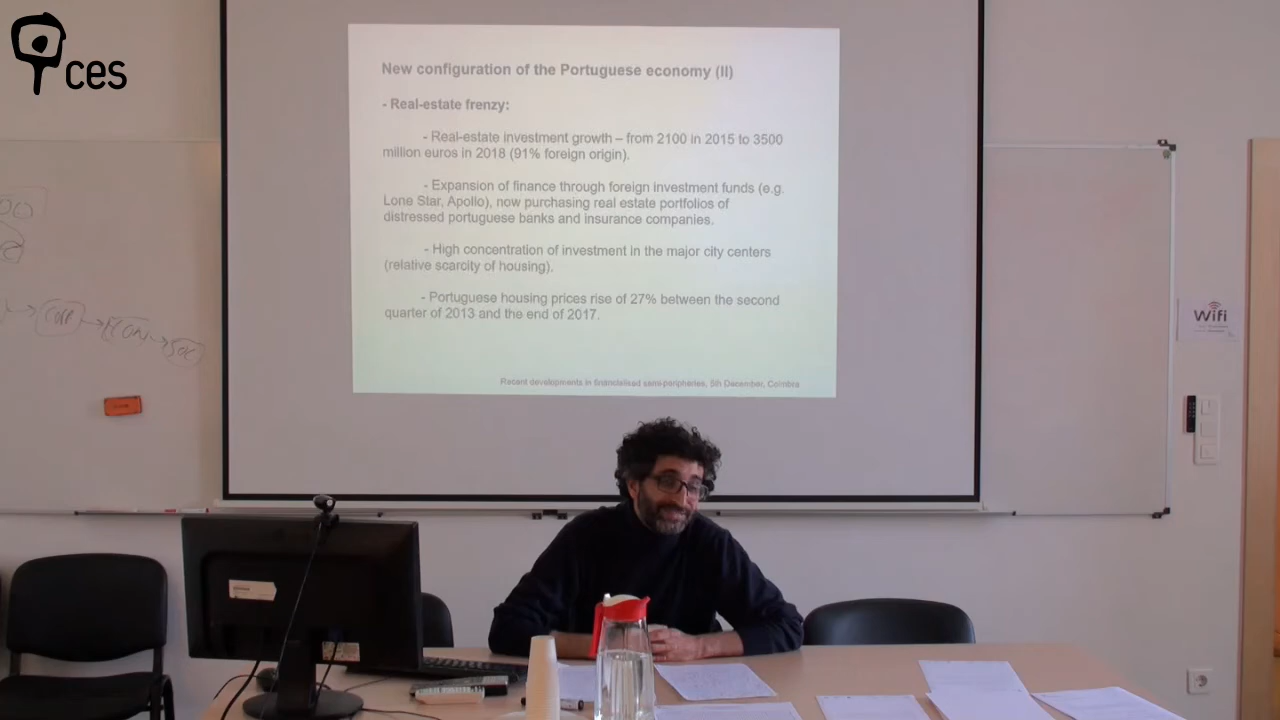 ces
New configuration of the Portuguese economy (II)
- Real-estate frenzy:
- Real-estate investment growth – from 2100 in 2015 to 3500
million euros in 2018 (91% foreign origin).
- Expansion of finance through foreign investment funds (e.g.
Lone Star, Apollo), now purchasing real estate portfolios of
distressed portuguese banks and insurance companies.
- High concentration of investment in the major city centers
(relative scarcity of housing).
- Portuguese housing prices rise of 27% between the second
quarter of 2013 and the end of 2017.
Recent developments in financialised semi-peripheries, 5th December, Coimbra
Wifi